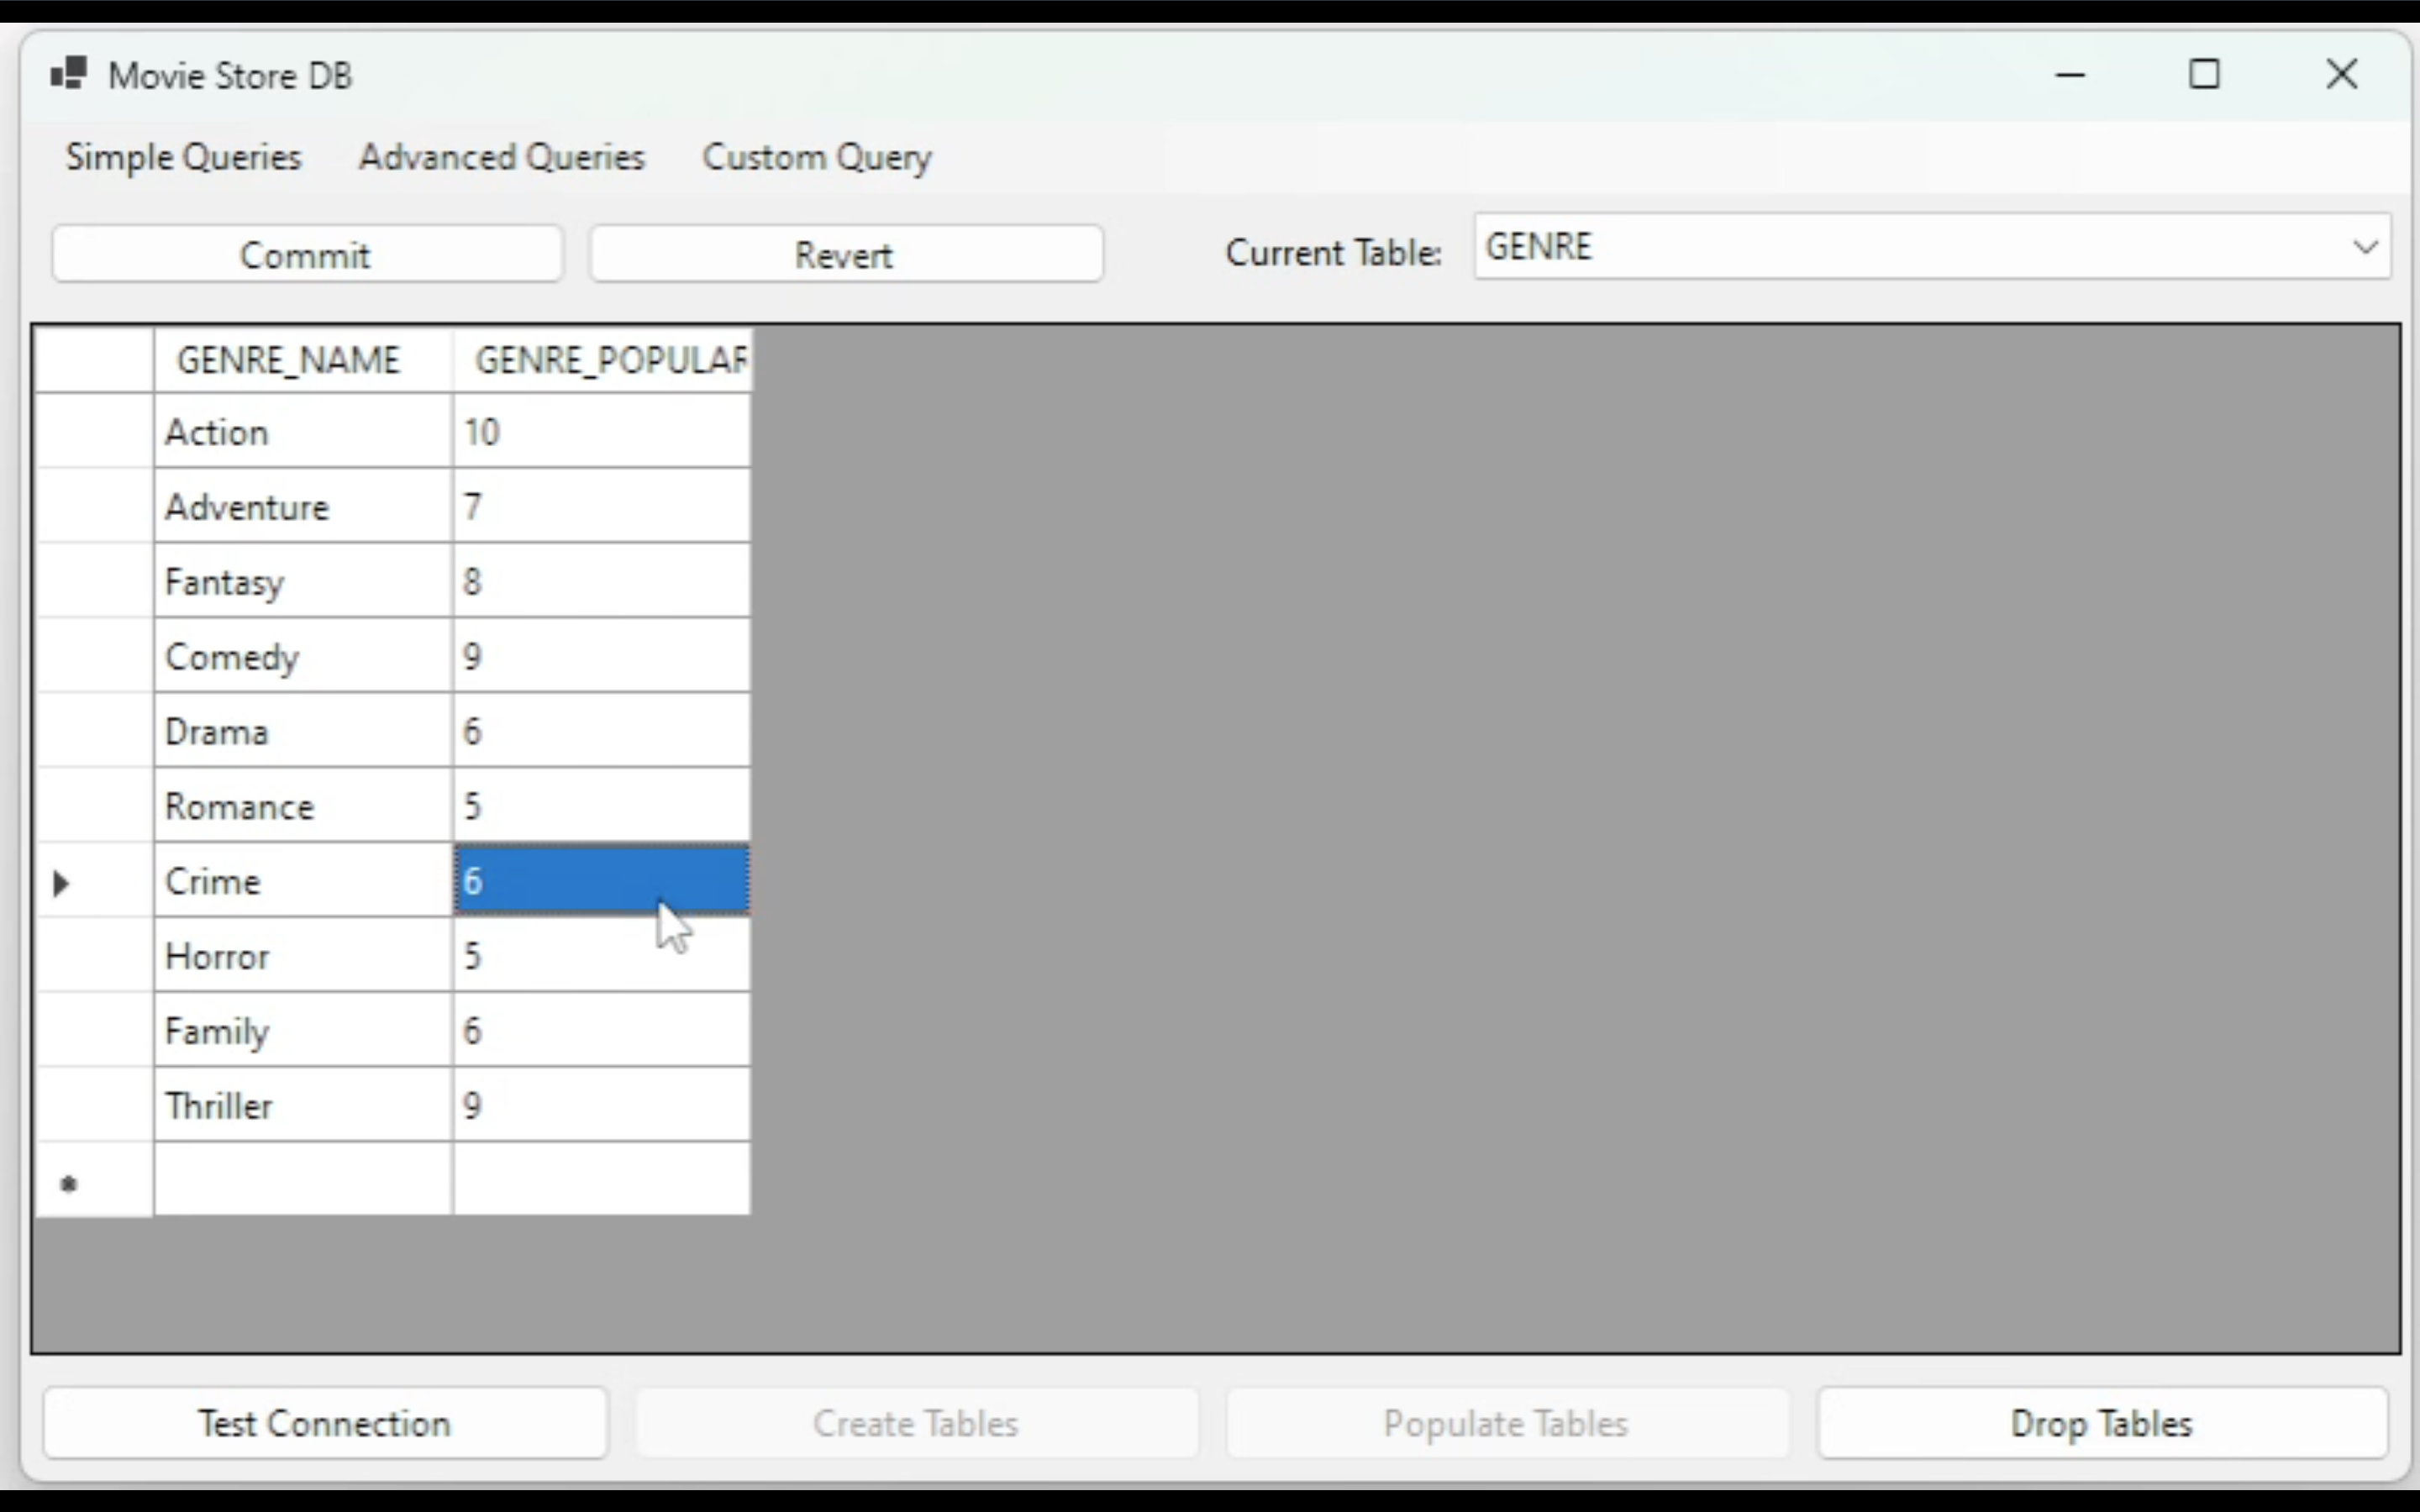 Movie Store DB
Simple Queries Advanced Queries Custom Query
Commit Revert Current Table: GENRE
GENRE_NAME GENRE_POPULAR
Action 10
Adventure 7
Fantasy 8
Comedy 9
Drama 6
Romance 5
Crime 6
Horror 5
Family 6
Thriller 9
Test Connection Create Tables Populate Tables Drop Tables